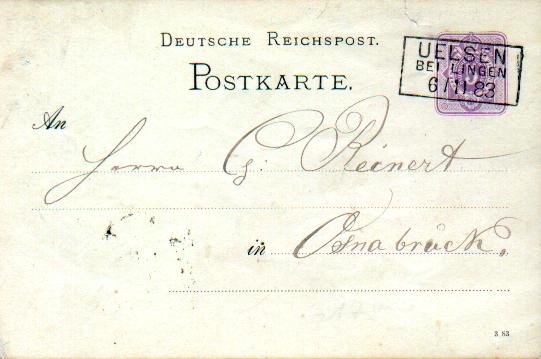 DEUTSCHE REICHSPOST.
POSTKARTE.
UELSEN
BEI LINGEN
6/11 83
An
Herrn G. Reinert
in Osnabrück.
3 83